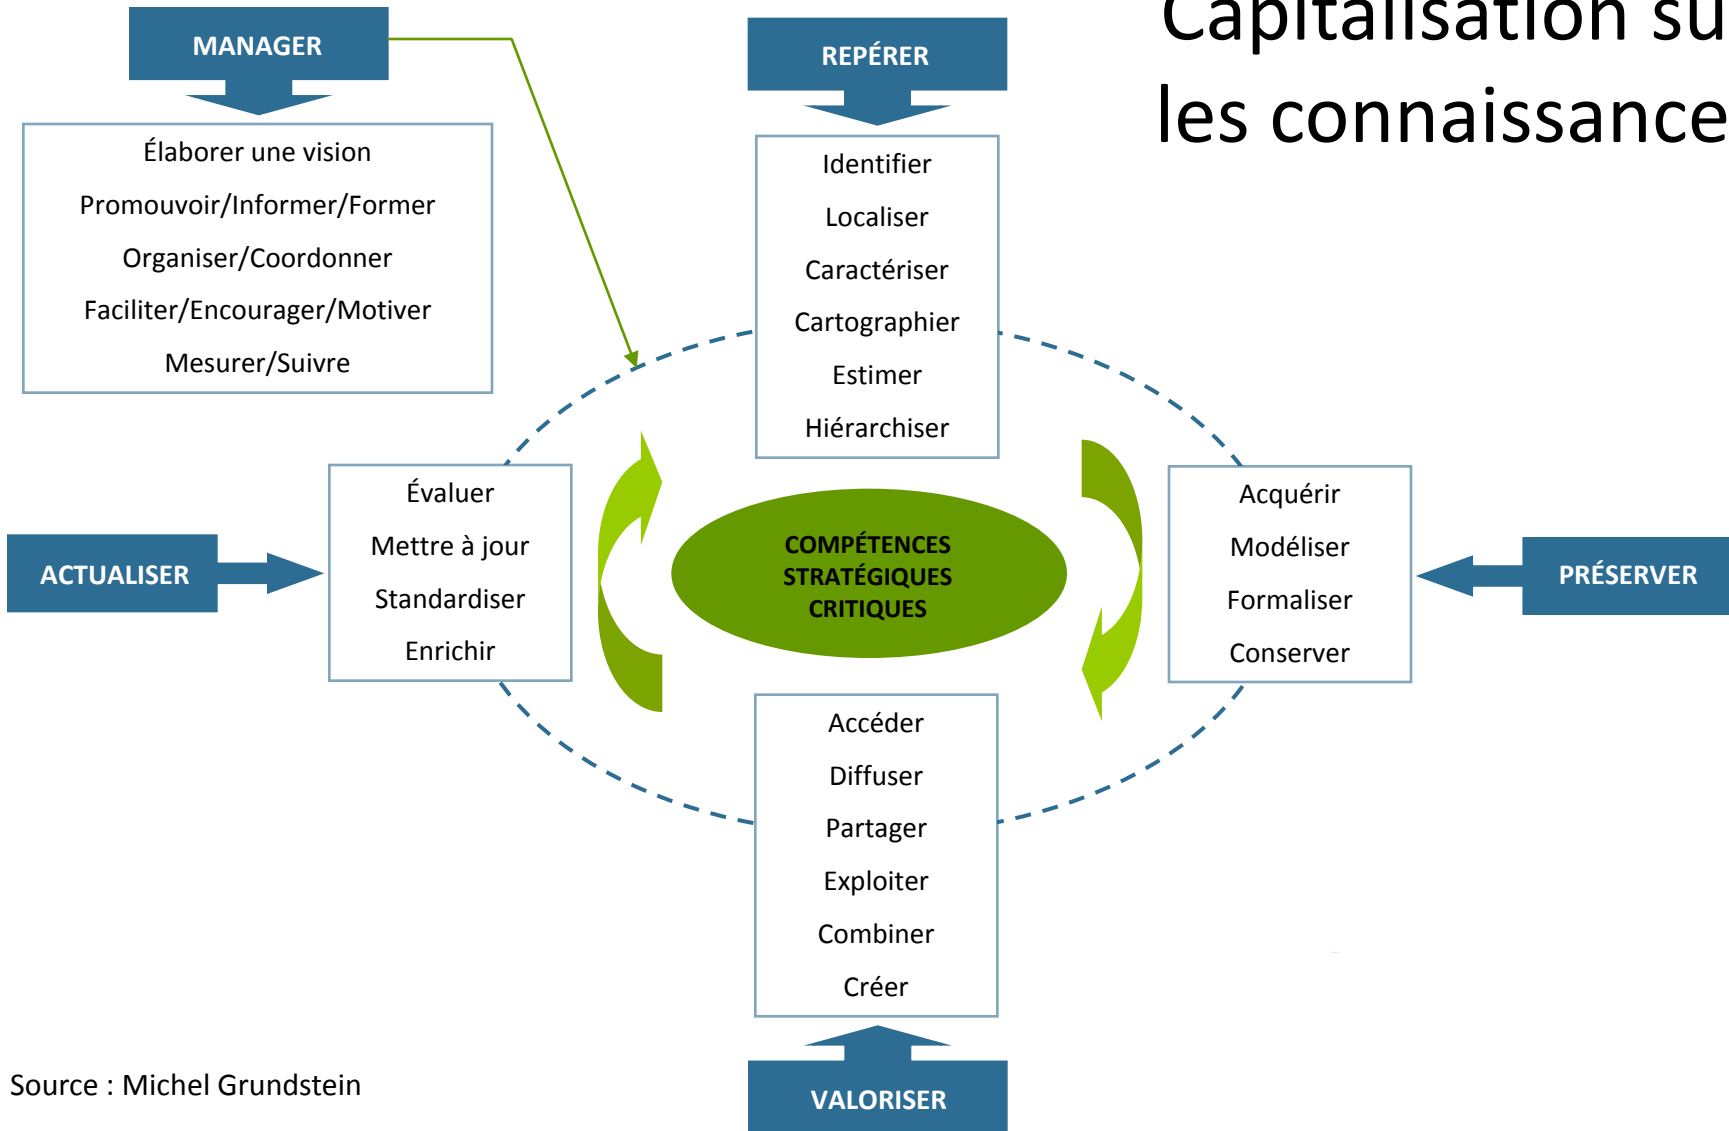 Capitalisation su
les connaissance
MANAGER
Élaborer une vision
Promouvoir/Informer/Former
Organiser/Coordonner
Faciliter/Encourager/Motiver
Mesurer/Suivre
REPÉRER
Identifier
Localiser
Caractériser
Cartographier
Estimer
Hiérarchiser
ACTUALISER
Évaluer
Mettre à jour
Standardiser
Enrichir
COMPÉTENCES
STRATÉGIQUES
CRITIQUES
Acquérir
Modéliser
Formaliser
Conserver
PRÉSERVER
Accéder
Diffuser
Partager
Exploiter
Combiner
Créer
VALORISER
Source : Michel Grundstein